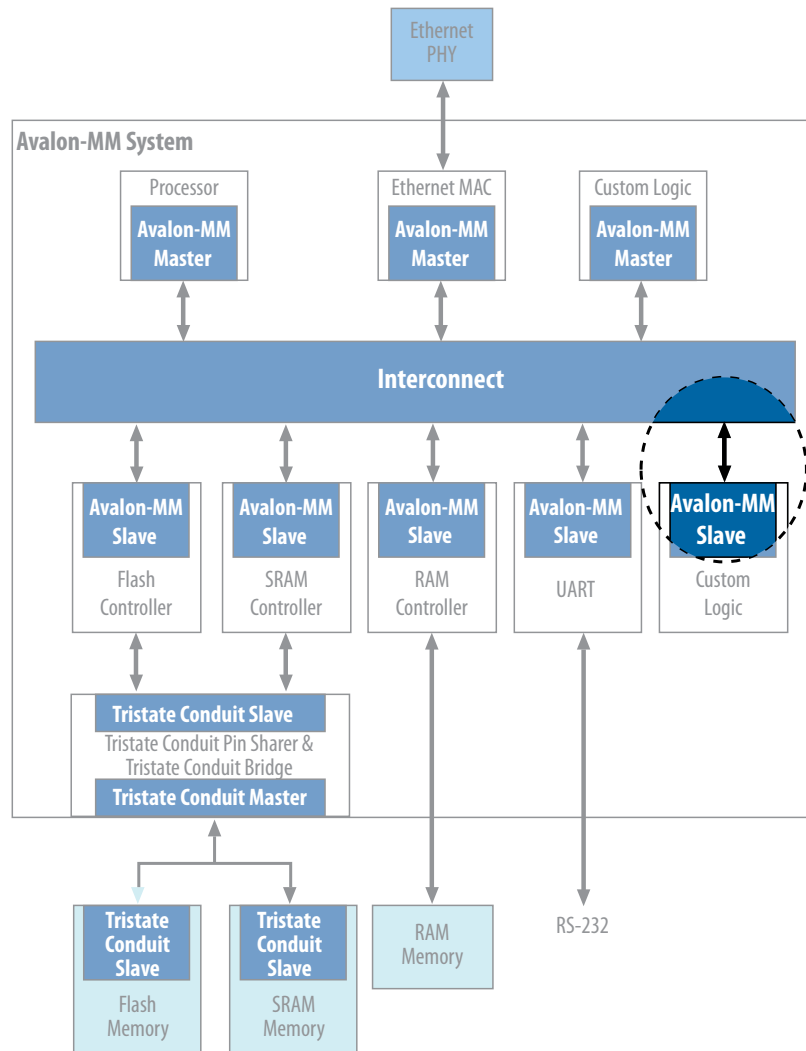 Ethernet
PHY
Avalon-MM System
Processor
Avalon-MM
Master
Ethernet MAC
Avalon-MM
Master
Custom Logic
Avalon-MM
Master
Interconnect
Avalon-MM
Slave
Flash
Controller
Avalon-MM
Slave
SRAM
Controller
Avalon-MM
Slave
RAM
Controller
Avalon-MM
Slave
UART
Avalon-MM
Slave
Custom
Logic
Tristate Conduit Slave
Tristate Conduit Pin Sharer &
Tristate Conduit Bridge
Tristate Conduit Master
Tristate
Conduit
Slave
Flash
Memory
Tristate
Conduit
Slave
SRAM
Memory
RAM
Memory
RS-232